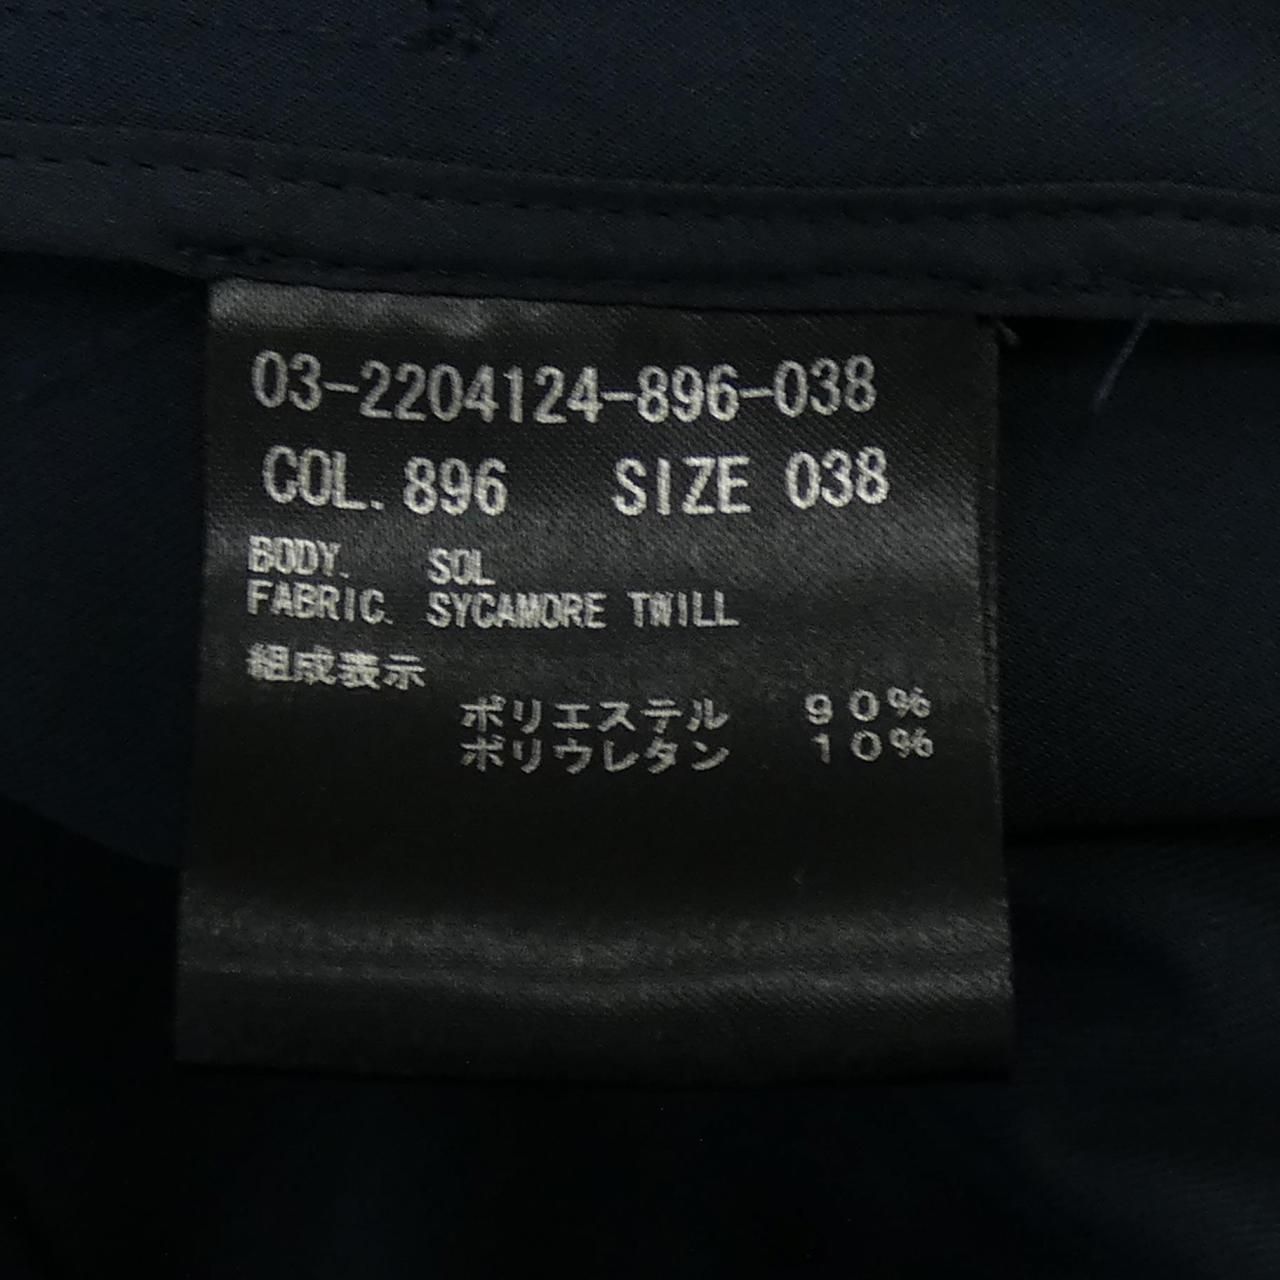 03-2204124-896-038
COL. 896 SIZE 038
BODY. SOL
FABRIC. SYCAMORE TWILL
組成表示
ポリエステル 90%
ポリウレタン 10%